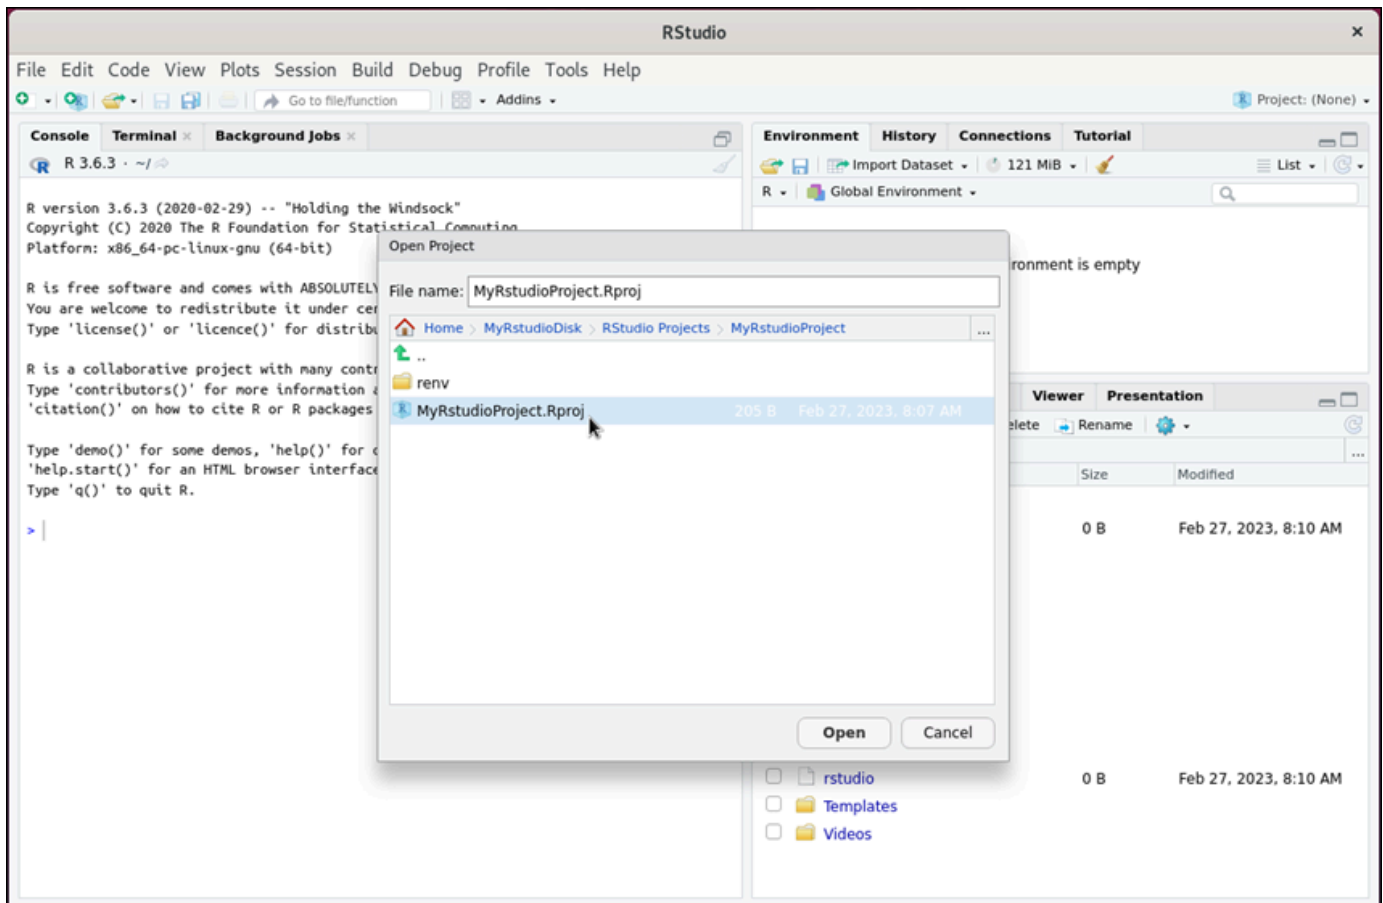 RStudio
File Edit Code View Plots Session Build Debug Profile Tools Help
Go to file/function Addins Project: (None)
Console Terminal Background Jobs
R 3.6.3 · ~/
R version 3.6.3 (2020-02-29) -- "Holding the Windsock"
Copyright (C) 2020 The R Foundation for Statistical Computing
Platform: x86_64-pc-linux-gnu (64-bit)
R is free software and comes with ABSOLUTELY
You are welcome to redistribute it under cer
Type 'license()' or 'licence()' for distribu
R is a collaborative project with many contr
Type 'contributors()' for more information a
'citation()' on how to cite R or R packages
Type 'demo()' for some demos, 'help()' for o
'help.start()' for an HTML browser interface
Type 'q()' to quit R.
>
Open Project
File name: MyRstudioProject.Rproj
Home > MyRstudioDisk > RStudio Projects > MyRstudioProject ...
..
renv
MyRstudioProject.Rproj 205 B Feb 27, 2023, 8:07 AM
Open Cancel
Environment History Connections Tutorial
Import Dataset 121 MiB List
R Global Environment
ronment is empty
Viewer Presentation
elete Rename
...
Size Modified
0 B Feb 27, 2023, 8:10 AM
rstudio 0 B Feb 27, 2023, 8:10 AM
Templates
Videos